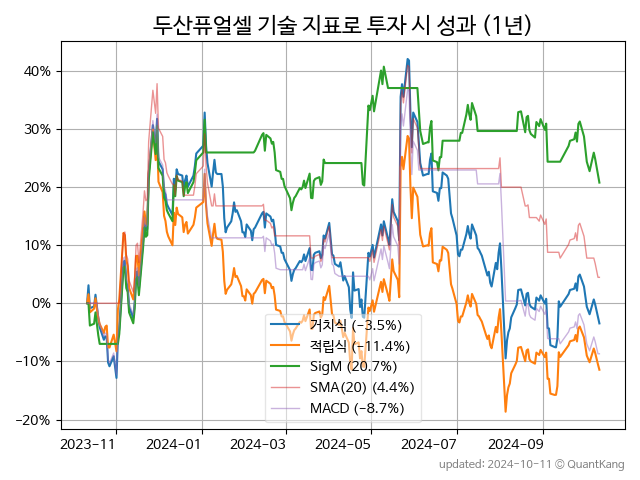 두산퓨얼셀 기술 지표로 투자 시 성과 (1년)
40%
30%
20%
10%
0%
−10%
−20%
거치식 (−3.5%)
적립식 (−11.4%)
SigM (20.7%)
SMA(20) (4.4%)
MACD (−8.7%)
2023-11
2024-01
2024-03
2024-05
2024-07
2024-09
updated: 2024-10-11 © QuantKang